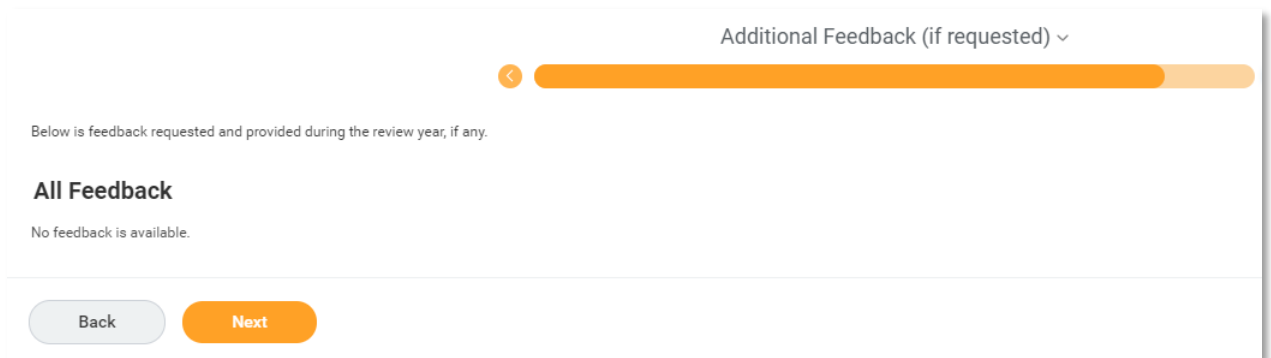 Additional Feedback (if requested)
Below is feedback requested and provided during the review year, if any.
All Feedback
No feedback is available.
Back Next